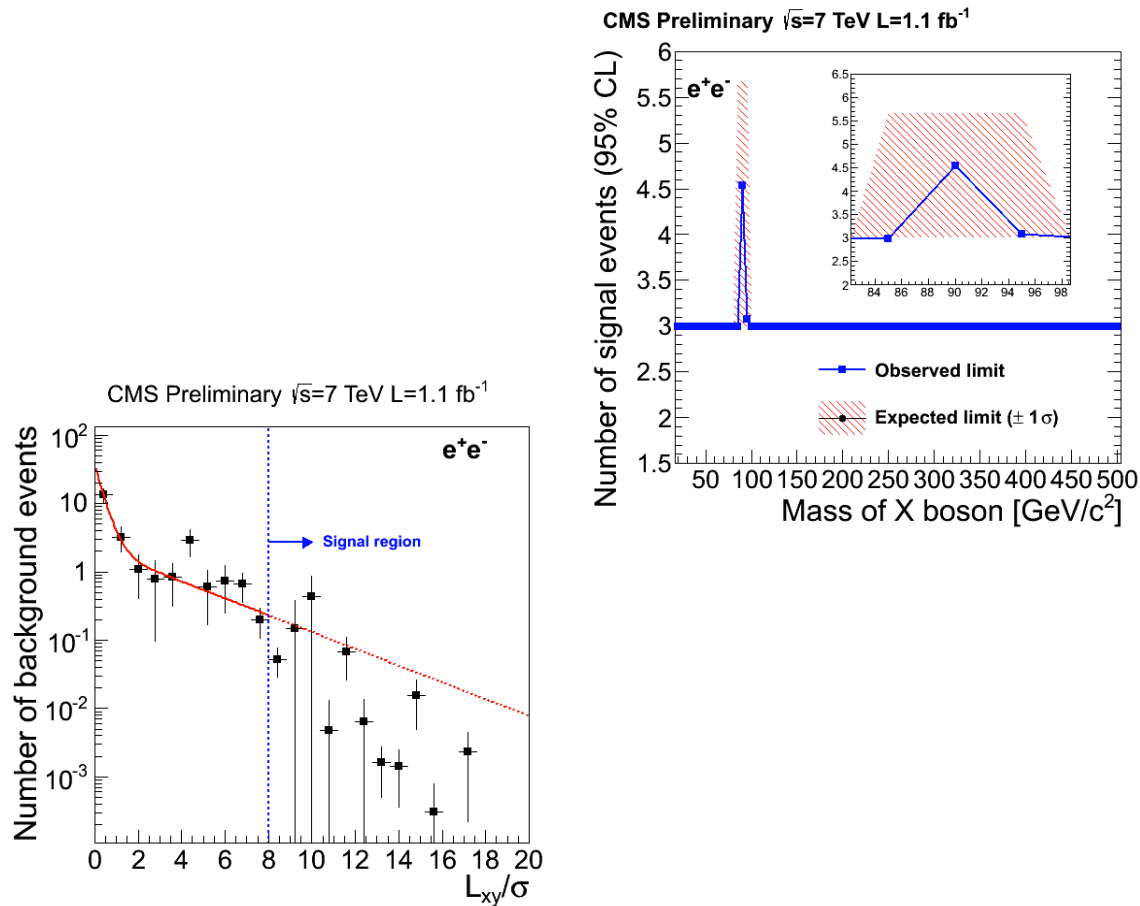 CMS Preliminary √s=7 TeV L=1.1 fb⁻¹
e⁺e⁻
Number of signal events (95% CL)
6
5.5
5
4.5
4
3.5
3
2.5
2
1.5
6.5
6
5.5
5
4.5
4
3.5
3
2.5
2
84 86 88 90 92 94 96 98
Observed limit
Expected limit (± 1σ)
50 100 150 200 250 300 350 400 450 500
Mass of X boson [GeV/c²]
CMS Preliminary √s=7 TeV L=1.1 fb⁻¹
e⁺e⁻
Number of background events
10²
10
1
10⁻¹
10⁻²
10⁻³
Signal region
0 2 4 6 8 10 12 14 16 18 20
Lxy/σ